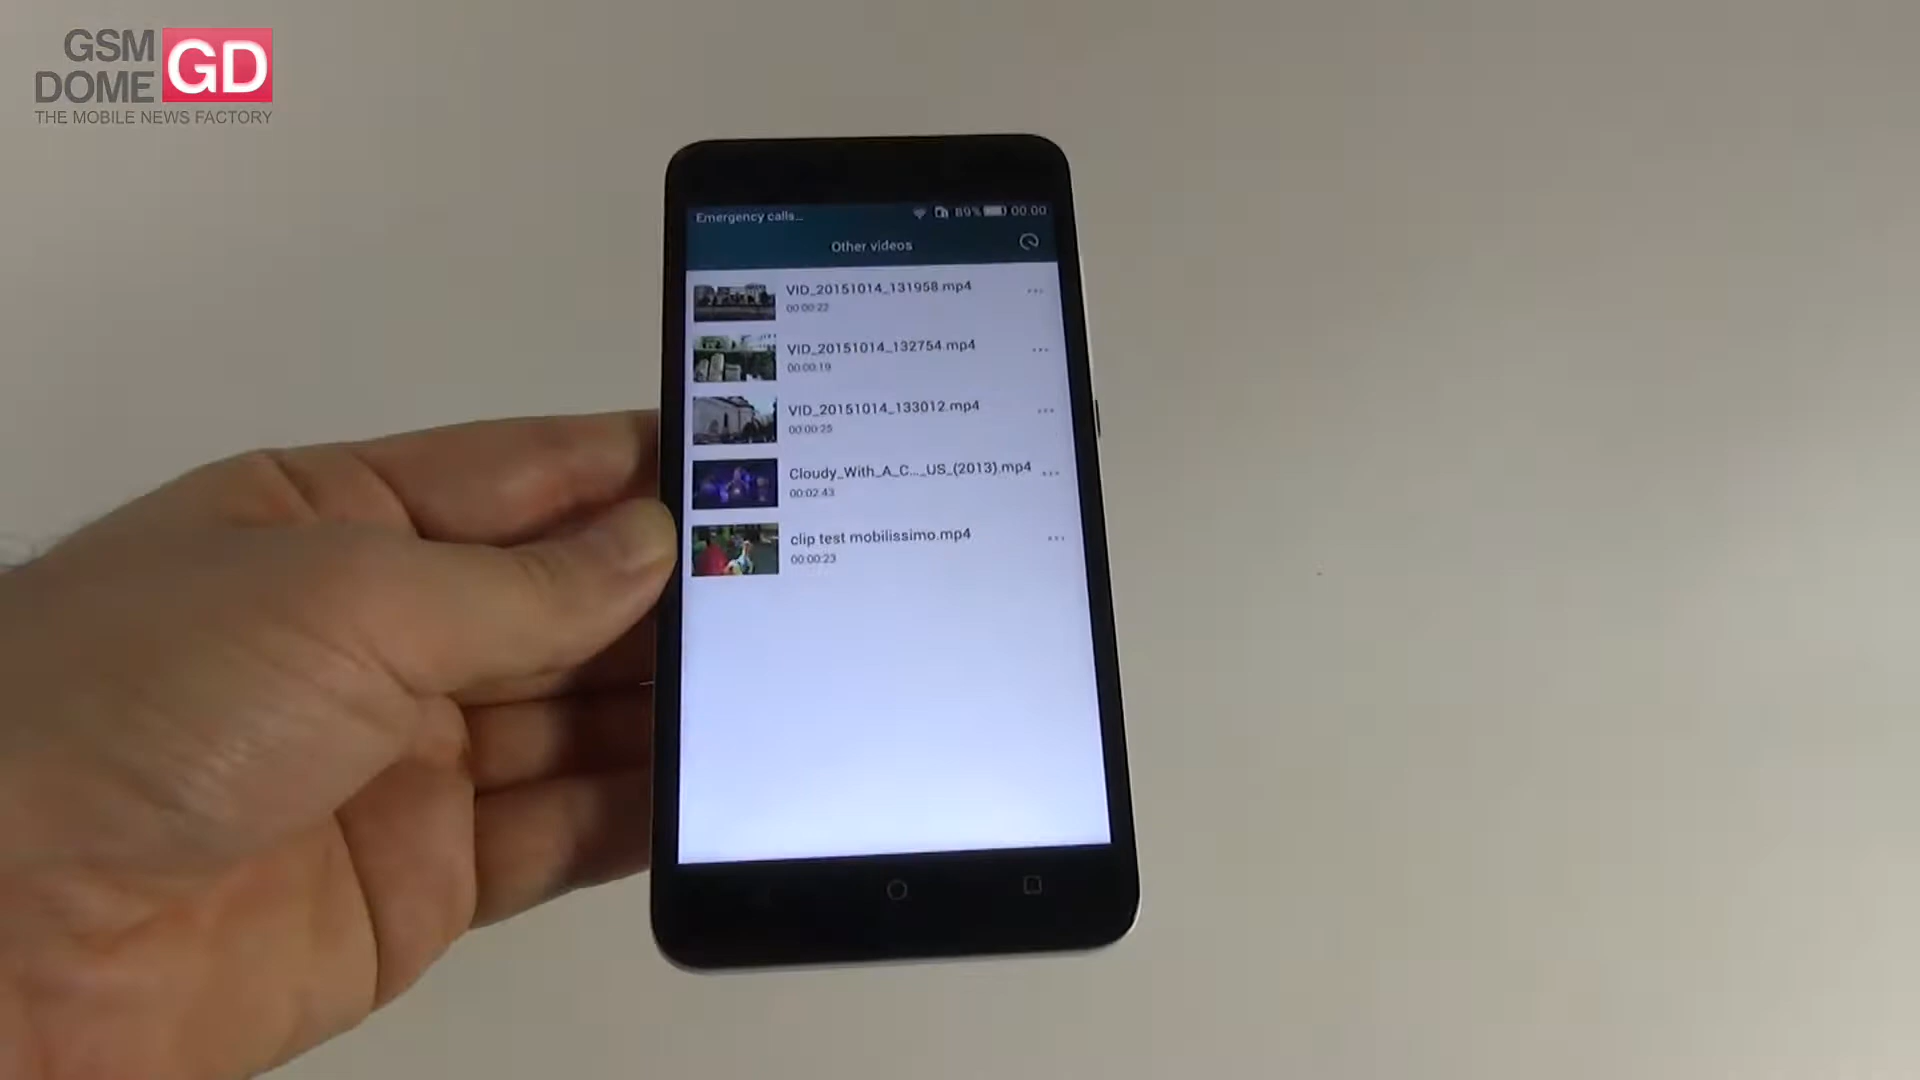 GSM
DOME
GD
THE MOBILE NEWS FACTORY
Emergency calls...
89%
00:00
Other videos
VID_20151014_131958.mp4
00:00:22
VID_20151014_132754.mp4
00:00:19
VID_20151014_133012.mp4
00:00:25
Cloudy_With_A_C..._US_(2013).mp4
00:02:43
clip test mobilissimo.mp4
00:00:23